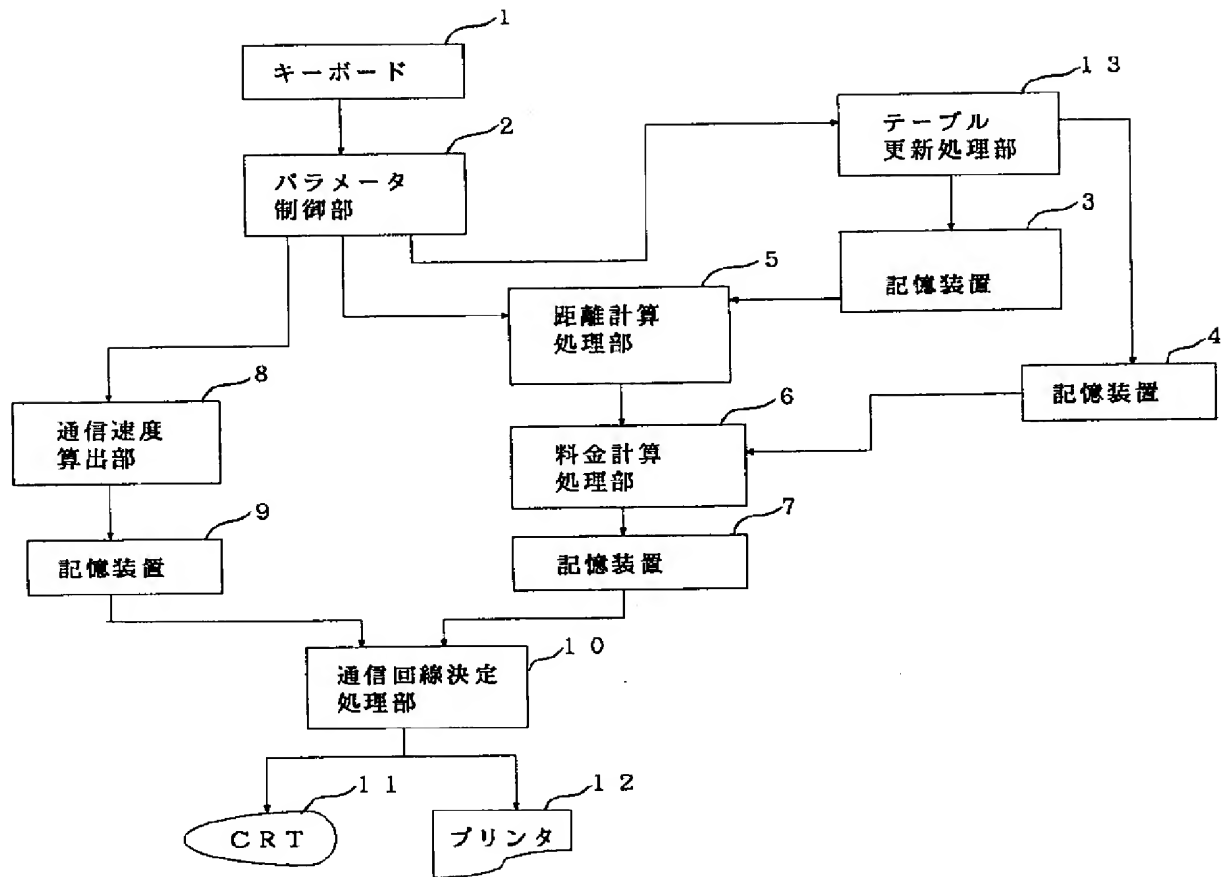 1
キーボード
13
テーブル
更新処理部
2
パラメータ
制御部
3
記憶装置
5
距離計算
処理部
4
記憶装置
8
通信速度
算出部
6
料金計算
処理部
9
記憶装置
7
記憶装置
10
通信回線決定
処理部
11
CRT
12
プリンタ